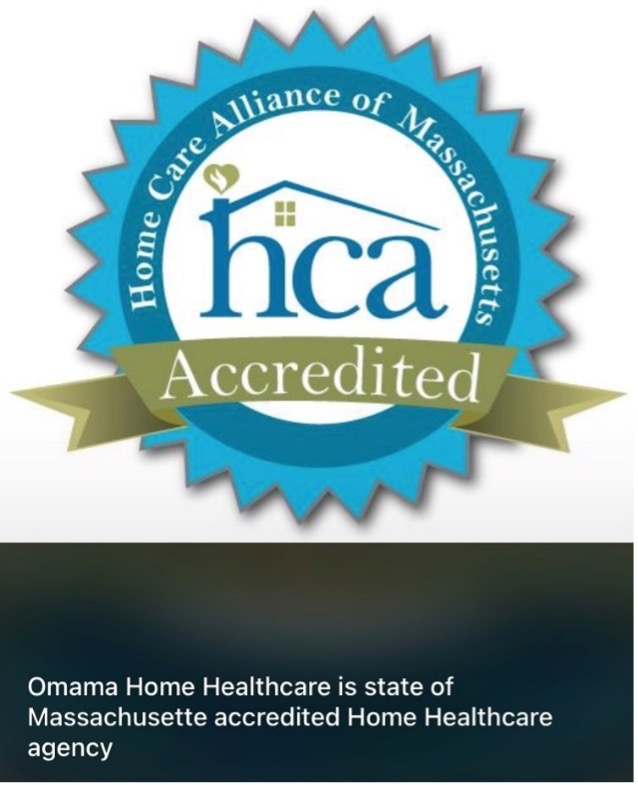 Home Care Alliance of Massachusetts
hca
Accredited
Omama Home Healthcare is state of
Massachusette accredited Home Healthcare
agency